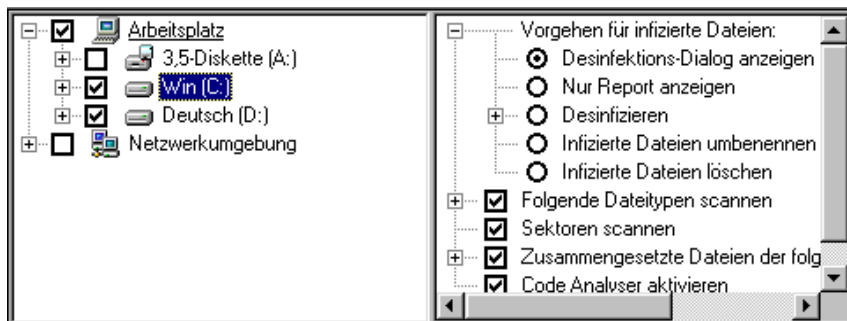 Arbeitsplatz
3,5-Diskette (A:)
Win (C:)
Deutsch (D:)
Netzwerkumgebung
Vorgehen für infizierte Dateien:
Desinfektions-Dialog anzeigen
Nur Report anzeigen
Desinfizieren
Infizierte Dateien umbenennen
Infizierte Dateien löschen
Folgende Dateitypen scannen
Sektoren scannen
Zusammengesetzte Dateien der folg
Code Analyser aktivieren